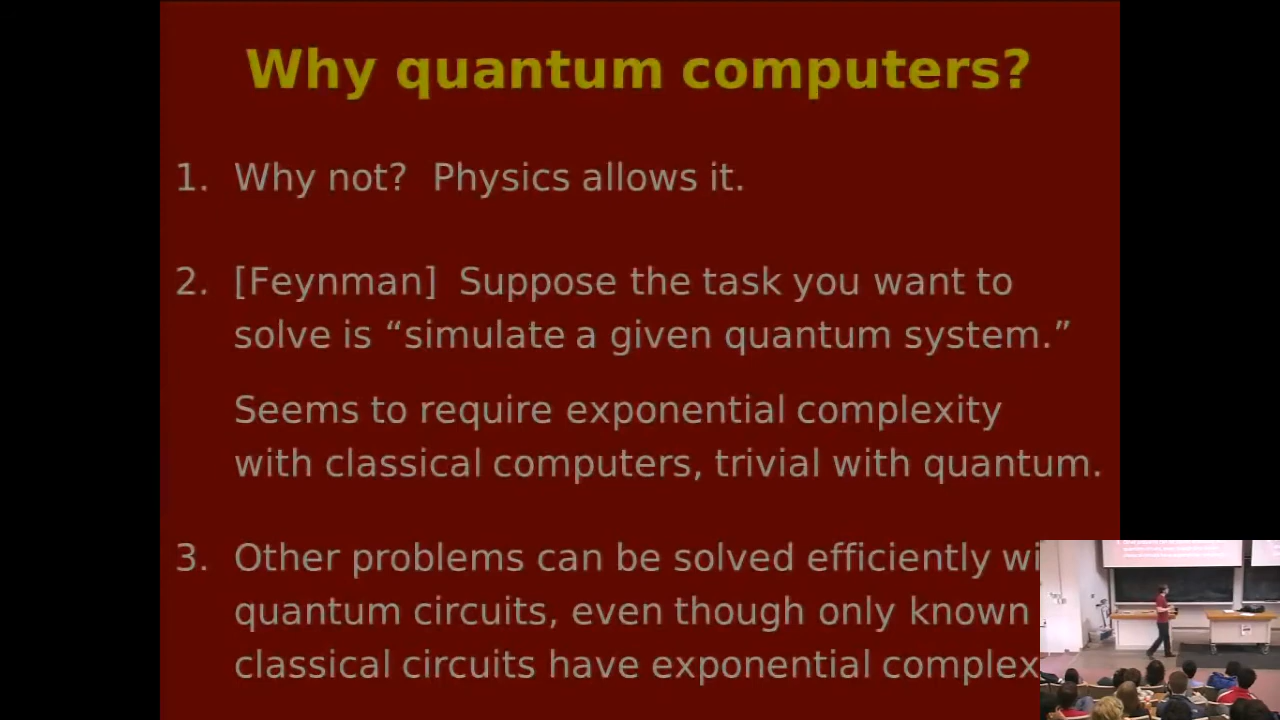 Why quantum computers?
1. Why not? Physics allows it.
2. [Feynman] Suppose the task you want to
solve is “simulate a given quantum system.”
Seems to require exponential complexity
with classical computers, trivial with quantum.
3. Other problems can be solved efficiently wi
quantum circuits, even though only known
classical circuits have exponential complex